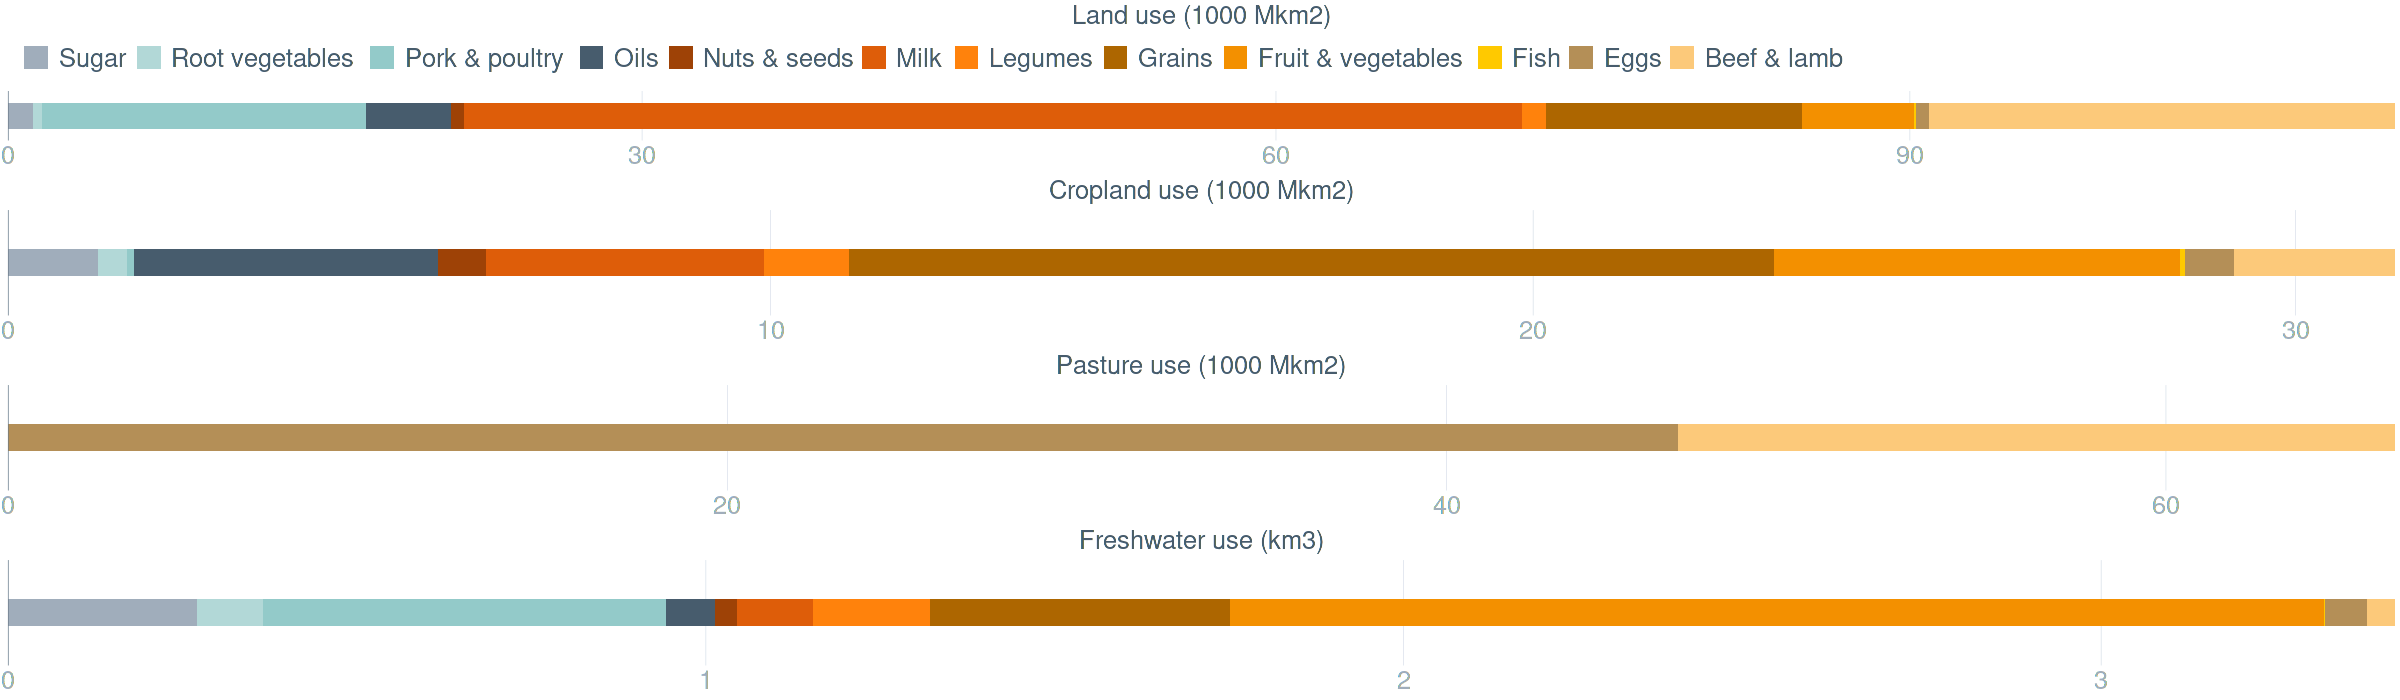 Land use (1000 Mkm2)
Sugar Root vegetables Pork & poultry Oils Nuts & seeds Milk Legumes Grains Fruit & vegetables Fish Eggs Beef & lamb
0 30 60 90
Cropland use (1000 Mkm2)
0 10 20 30
Pasture use (1000 Mkm2)
0 20 40 60
Freshwater use (km3)
0 1 2 3